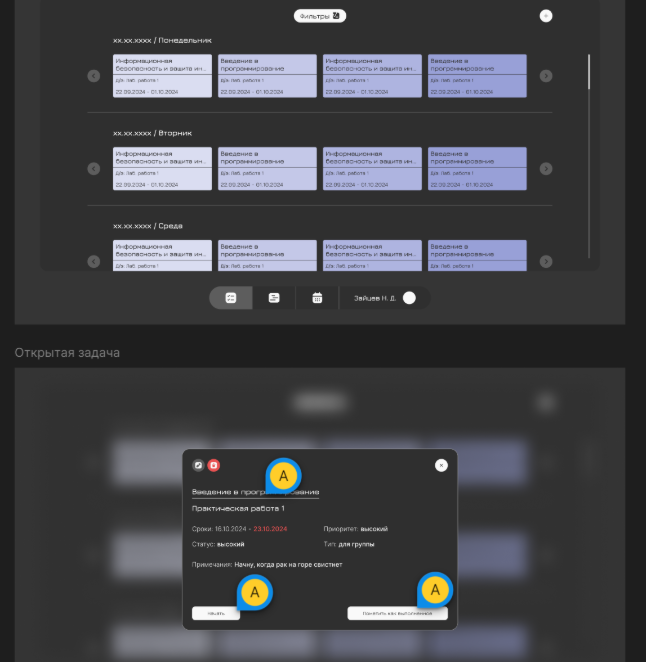 Фильтры
+
xx.xx.xxxx / Понедельник
Информационная безопасность и защита ин...
Д/з: Лаб. работа 1
22.09.2024 - 01.10.2024
Введение в программирование
Д/з: Лаб. работа 1
22.09.2024 - 01.10.2024
Информационная безопасность и защита ин...
Д/з: Лаб. работа 1
22.09.2024 - 01.10.2024
Введение в программирование
Д/з: Лаб. работа 1
22.09.2024 - 01.10.2024
xx.xx.xxxx / Вторник
Информационная безопасность и защита ин...
Д/з: Лаб. работа 1
22.09.2024 - 01.10.2024
Введение в программирование
Д/з: Лаб. работа 1
22.09.2024 - 01.10.2024
Информационная безопасность и защита ин...
Д/з: Лаб. работа 1
22.09.2024 - 01.10.2024
Введение в программирование
Д/з: Лаб. работа 1
22.09.2024 - 01.10.2024
xx.xx.xxxx / Среда
Информационная безопасность и защита ин...
Д/з: Лаб. работа 1
Введение в программирование
Д/з: Лаб. работа 1
Информационная безопасность и защита ин...
Д/з: Лаб. работа 1
Введение в программирование
Д/з: Лаб. работа 1
Зайцев Н. Д.
Открытая задача
A
Введение в программирование
Практическая работа 1
Сроки: 16.10.2024 - 23.10.2024
Приоритет: высокий
Статус: высокий
Тип: для группы
Примечания: Начну, когда рак на горе свистнет
A
A
Начать
Пометить как выполненное